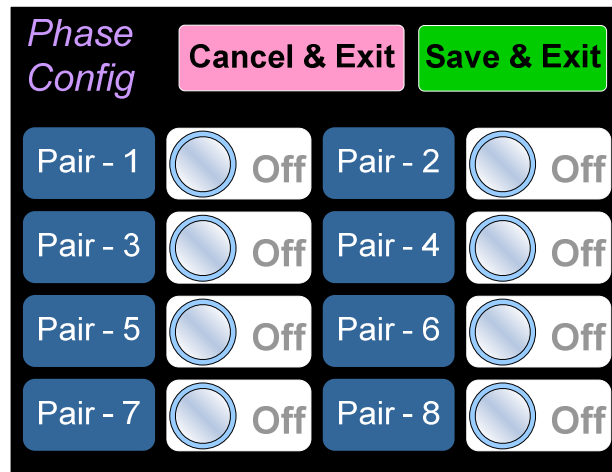 Phase
Config
Cancel & Exit
Save & Exit
Pair - 1 Off Pair - 2 Off
Pair - 3 Off Pair - 4 Off
Pair - 5 Off Pair - 6 Off
Pair - 7 Off Pair - 8 Off